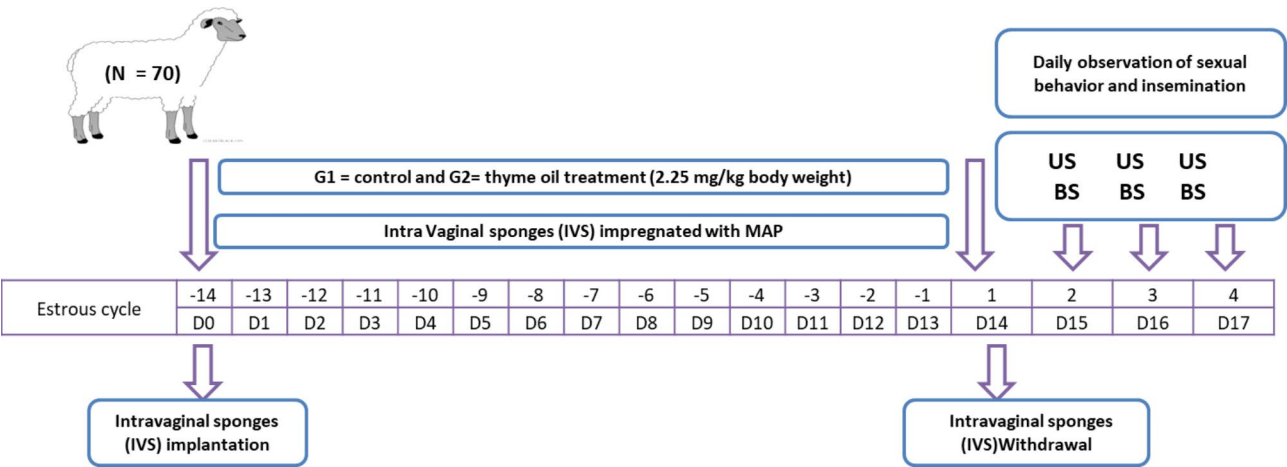 (N = 70)
Daily observation of sexual
behavior and insemination
US US US
BS BS BS
G1 = control and G2= thyme oil treatment (2.25 mg/kg body weight)
Intra Vaginal sponges (IVS) impregnated with MAP
Estrous cycle
-14 -13 -12 -11 -10 -9 -8 -7 -6 -5 -4 -3 -2 -1 1 2 3 4
D0 D1 D2 D3 D4 D5 D6 D7 D8 D9 D10 D11 D12 D13 D14 D15 D16 D17
Intravaginal sponges
(IVS) implantation
Intravaginal sponges
(IVS)Withdrawal